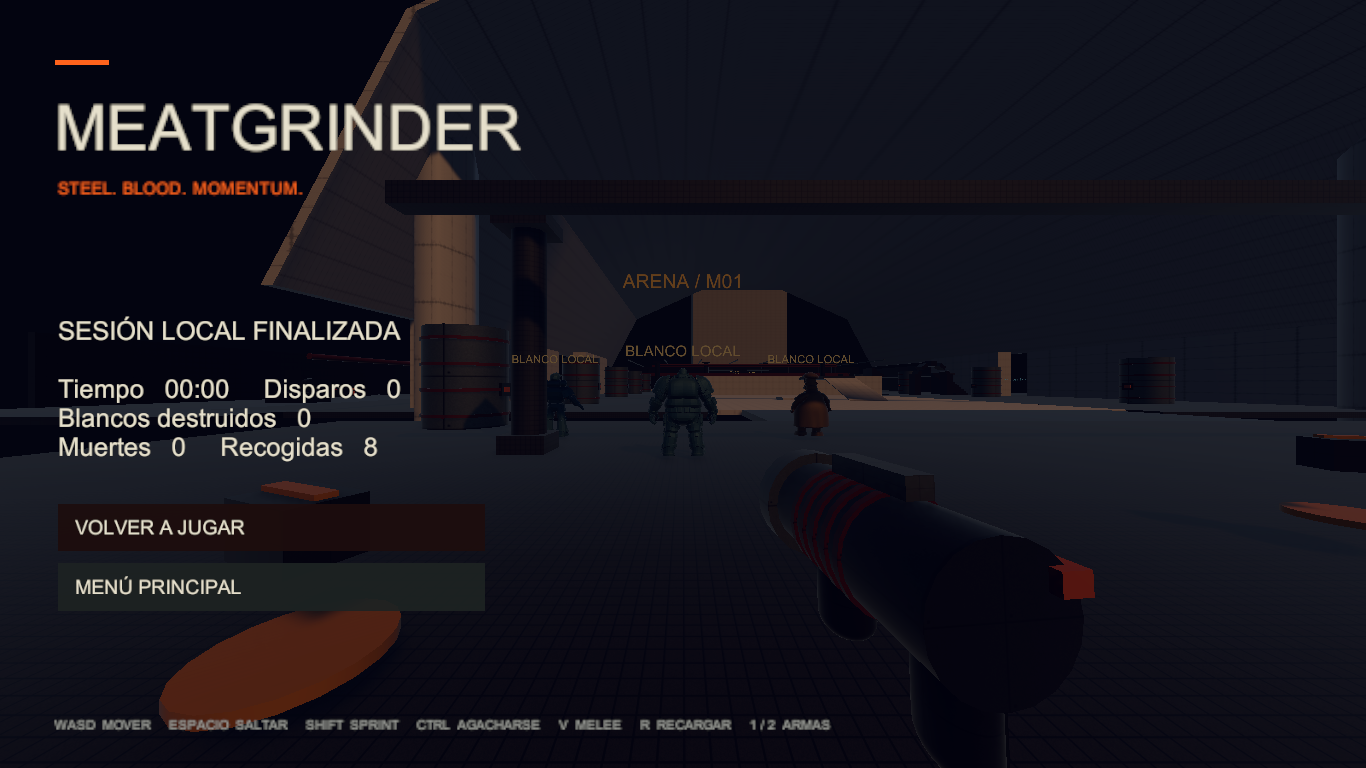 MEATGRINDER
STEEL. BLOOD. MOMENTUM.
ARENA / M01
SESIÓN LOCAL FINALIZADA
BLANCO LOCAL BLANCO LOCAL BLANCO LOCAL
Tiempo 00:00 Disparos 0
Blancos destruidos 0
Muertes 0 Recogidas 8
VOLVER A JUGAR
MENÚ PRINCIPAL
WASD MOVER ESPACIO SALTAR SHIFT SPRINT CTRL AGACHARSE V MELEE R RECARGAR 1/2 ARMAS